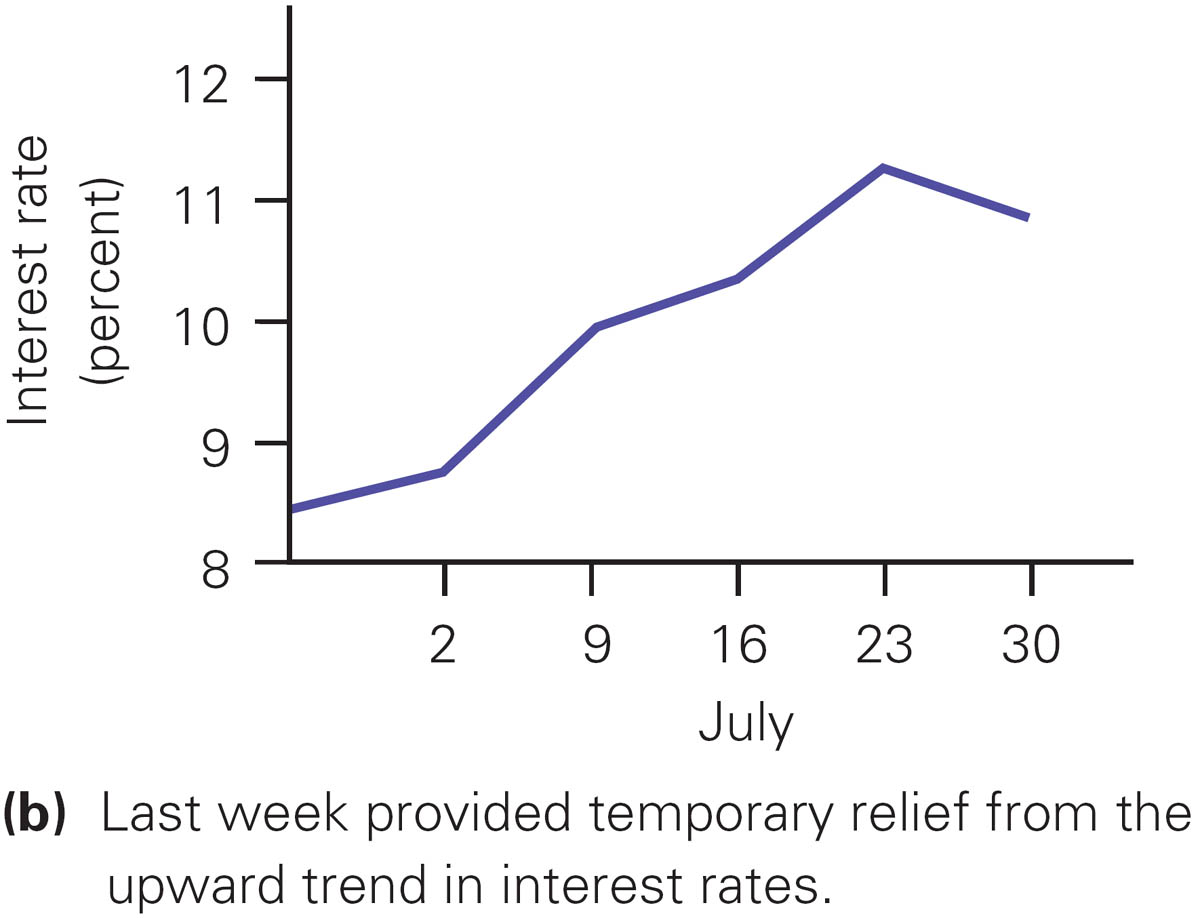 Interest rate
(percent)
12
11
10
9
8
2 9 16 23 30
July
(b) Last week provided temporary relief from the
upward trend in interest rates.